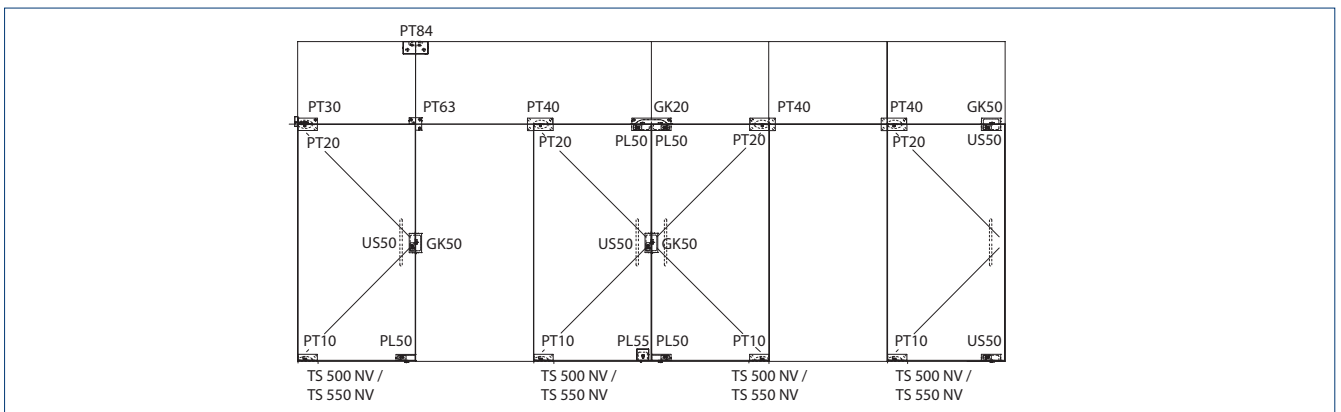 PT84
PT30 PT63 PT40 GK20 PT40 PT40 GK50
PT20 PT20 PL50 PL50 PT20 PT20 US50
US50 GK50 US50 GK50
PT10 PL50 PT10 PL55 PL50 PT10 PT10 US50
TS 500 NV / TS 500 NV / TS 500 NV / TS 500 NV /
TS 550 NV TS 550 NV TS 550 NV TS 550 NV